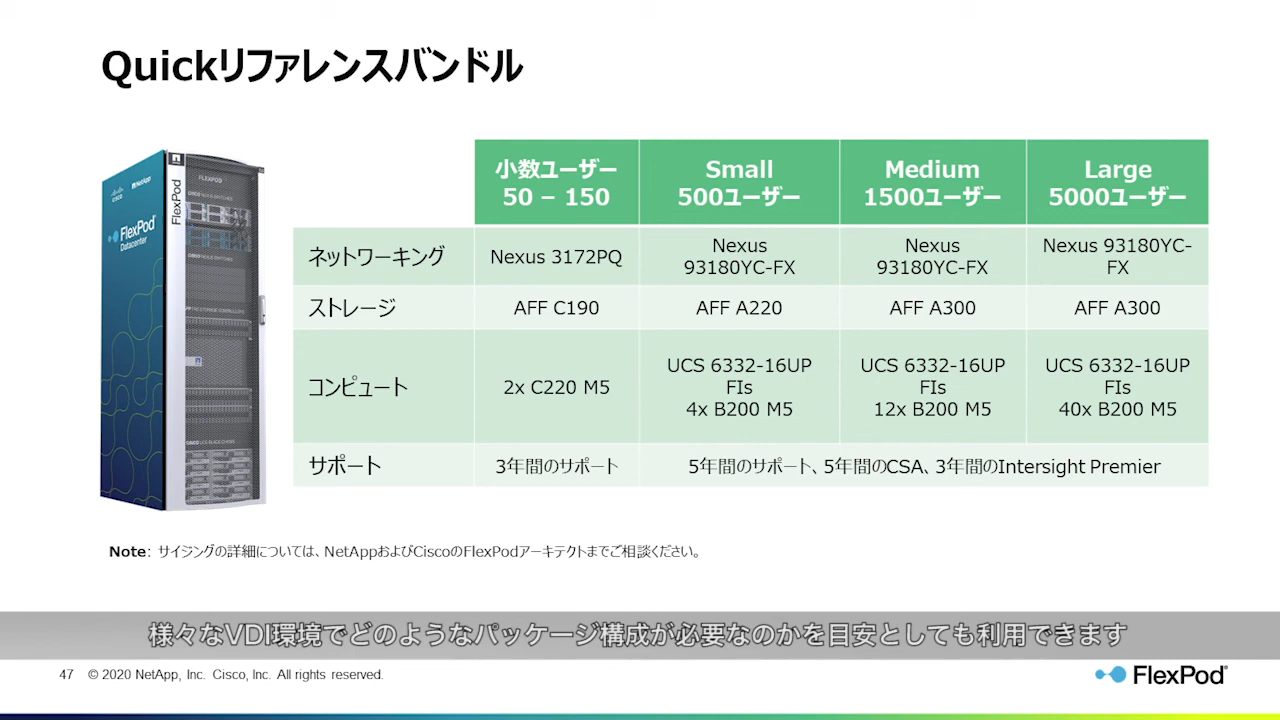 Quickリファレンスバンドル
CISCO
NetApp
FlexPod
Datacenter
FlexPod
FLEXPOD
小数ユーザー
50 – 150
Small
500ユーザー
Medium
1500ユーザー
Large
5000ユーザー
ネットワーキング
Nexus 3172PQ
Nexus
93180YC-FX
Nexus
93180YC-FX
Nexus 93180YC-
FX
ストレージ
AFF C190
AFF A220
AFF A300
AFF A300
コンピュート
2x C220 M5
UCS 6332-16UP
FIs
4x B200 M5
UCS 6332-16UP
FIs
12x B200 M5
UCS 6332-16UP
FIs
40x B200 M5
サポート
3年間のサポート
5年間のサポート、5年間のCSA、3年間のIntersight Premier
Note: サイジングの詳細については、NetAppおよびCiscoのFlexPodアーキテクトまでご相談ください。
様々なVDI環境でどのようなパッケージ構成が必要なのかを目安としても利用できます
47 © 2020 NetApp, Inc. Cisco, Inc. All rights reserved.
FlexPod